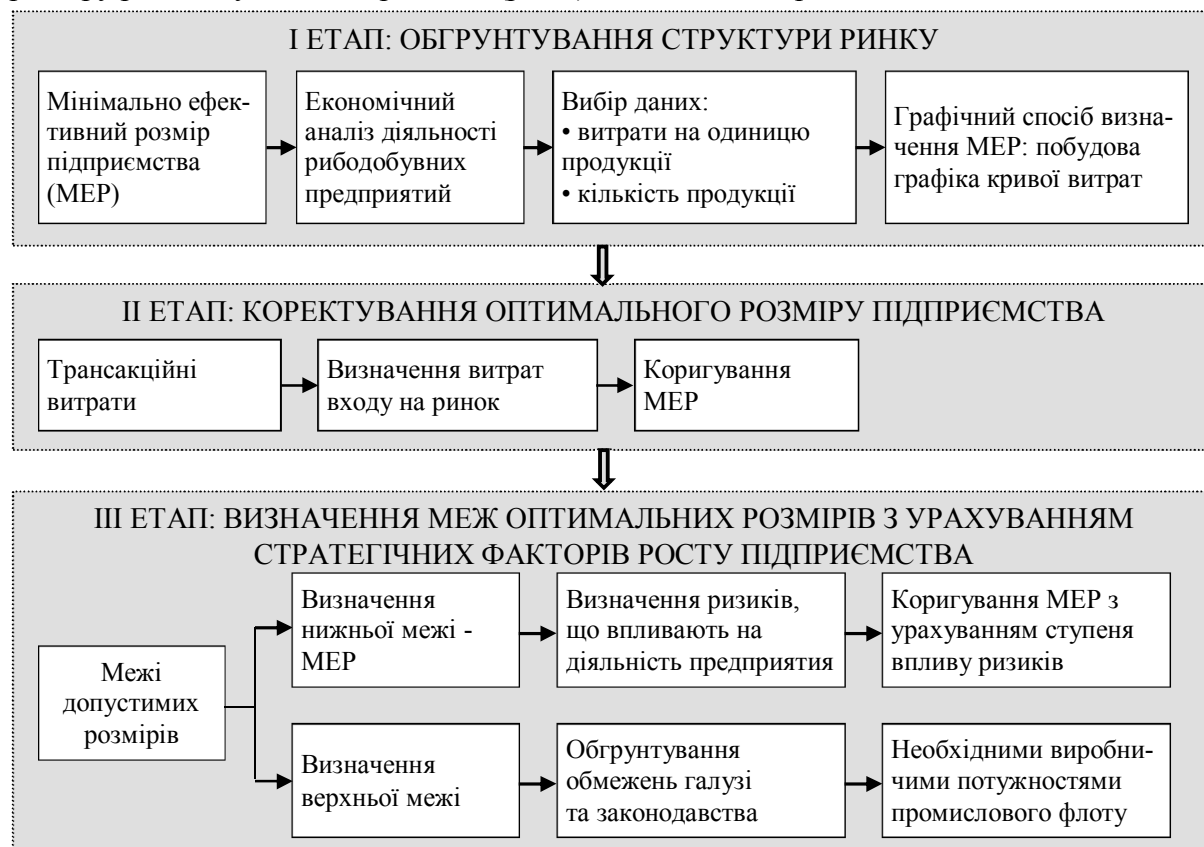 І ЕТАП: ОБГРУНТУВАННЯ СТРУКТУРИ РИНКУ
Мінімально ефек-
тивний розмір
підприємства
(МЕР)
Економічний
аналіз діяльності
рибодобувних
предприятий
Вибір даних:
• витрати на одиницю
продукції
• кількість продукції
Графічний спосіб визна-
чення МЕР: побудова
графіка кривої витрат
ІІ ЕТАП: КОРЕКТУВАННЯ ОПТИМАЛЬНОГО РОЗМІРУ ПІДПРИЄМСТВА
Трансакційні
витрати
Визначення витрат
входу на ринок
Коригування
МЕР
ІІІ ЕТАП: ВИЗНАЧЕННЯ МЕЖ ОПТИМАЛЬНИХ РОЗМІРІВ З УРАХУВАННЯМ
СТРАТЕГІЧНИХ ФАКТОРІВ РОСТУ ПІДПРИЄМСТВА
Межі
допустимих
розмірів
Визначення
нижньої межі -
МЕР
Визначення ризиків,
що впливають на
діяльність предприятия
Коригування МЕР з
урахуванням ступеня
впливу ризиків
Визначення
верхньої межі
Обгрунтування
обмежень галузі
та законодавства
Необхідними виробни-
чими потужностями
промислового флоту